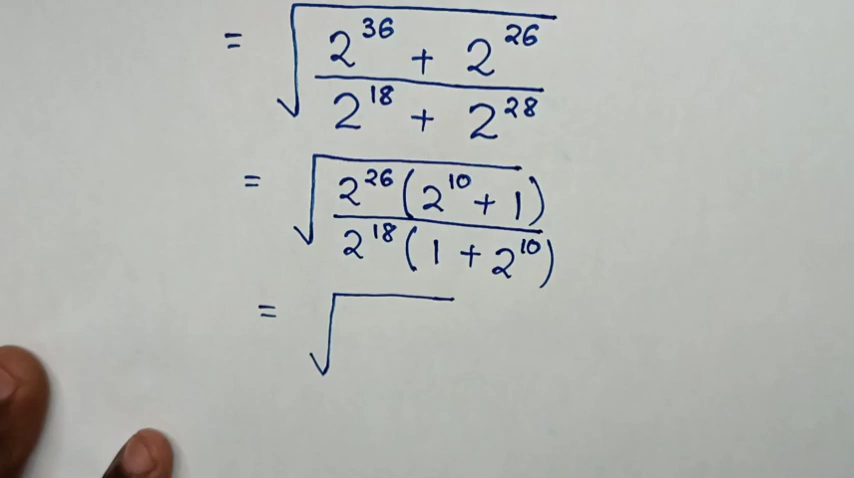 = √((2^36 + 2^26)/(2^18 + 2^28))
= √((2^26(2^10 + 1))/(2^18(1 + 2^10)))
= √